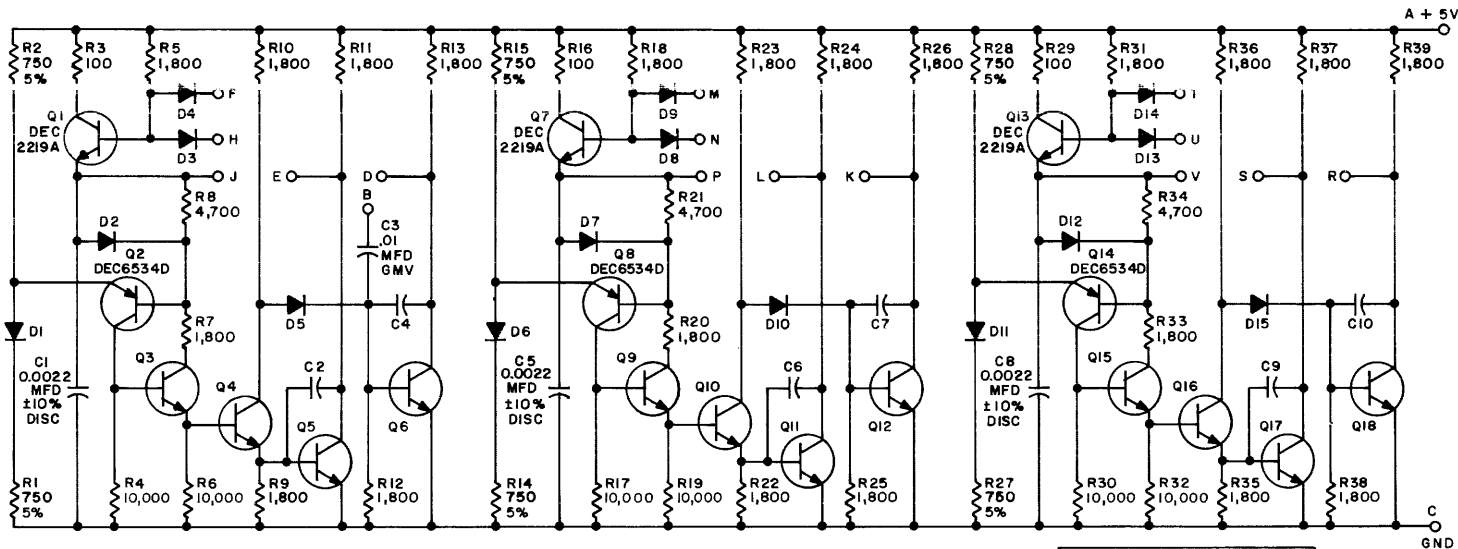 A + 5V
R2
750
5%
R3
100
R5
1,800
R10
1,800
R11
1,800
R13
1,800
R15
750
5%
R16
100
R18
1,800
R23
1,800
R24
1,800
R26
1,800
R28
750
5%
R29
100
R31
1,800
R36
1,800
R37
1,800
R39
1,800
F
D4
Q1
DEC
2219A
H
D3
M
D9
Q7
DEC
2219A
N
D8
D14
Q13
DEC
2219A
U
D13
J
E
D
P
L
K
V
S
R
R8
4,700
B
R21
4,700
R34
4,700
D2
C3
.01
MFD
GMV
D7
D12
Q2
DEC6534D
Q8
DEC6534D
Q14
DEC6534D
D1
R7
1,800
D5
C4
D6
R20
1,800
D10
C7
D11
R33
1,800
D15
C10
C1
0.0022
MFD
±10%
DISC
Q3
Q4
C2
Q5
Q6
C5
0.0022
MFD
±10%
DISC
Q9
Q10
C6
Q11
Q12
C8
0.0022
MFD
±10%
DISC
Q15
Q16
C9
Q17
Q18
R1
750
5%
R4
10,000
R6
10,000
R9
1,800
R12
1,800
R14
750
5%
R17
10,000
R19
10,000
R22
1,800
R25
1,800
R27
750
5%
R30
10,000
R32
10,000
R35
1,800
R38
1,800
C
GND